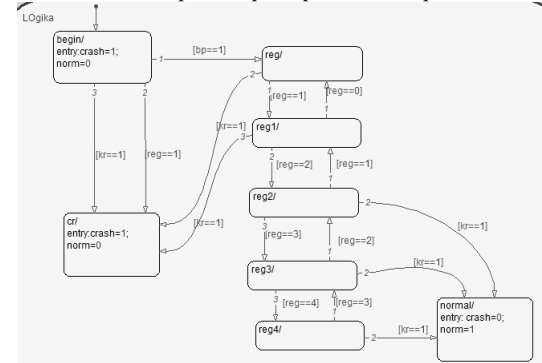 LOgika
begin/
entry:crash=1;
norm=0
1
[bp==1]
reg/
3
2
2
1
[reg==1]
[reg==0]
[kr==1]
reg1/
3
1
[kr==1]
[reg==1]
2
[reg==2]
[reg==1]
1
reg2/
2
cr/
entry:crash=1;
norm=0
[kr==1]
3
[reg==3]
[reg==2]
1
[kr==1]
reg3/
2
[kr==1]
3
[reg==4]
[reg==3]
1
normal/
entry: crash=0;
norm=1
reg4/
2
[kr==1]